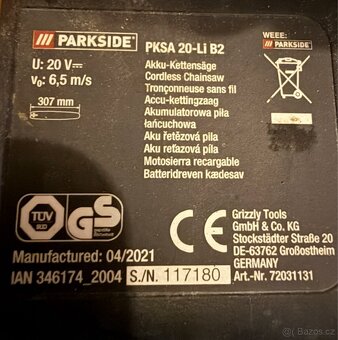 PARKSIDE®
PKSA 20-Li B2
WEEE:
PARKSIDE
U: 20 V
v₀: 6,5 m/s
307 mm
Akku-Kettensäge
Cordless Chainsaw
Tronçonneuse sans fil
Accu-kettingzaag
Akumulatorowa pila
łańcuchowa
Aku řetězová pila
Aku reťazová píla
Motosierra recargable
Batteridreven kædesav
TÜV
SÜD
GS
geprüfte
Sicherheit
CE
Grizzly Tools
GmbH & Co. KG
Stockstädter Straße 20
DE-63762 Großostheim
GERMANY
Manufactured: 04/2021
IAN 346174_2004
S./N. 117180
Art.-Nr. 72031131
© Bazos.cz